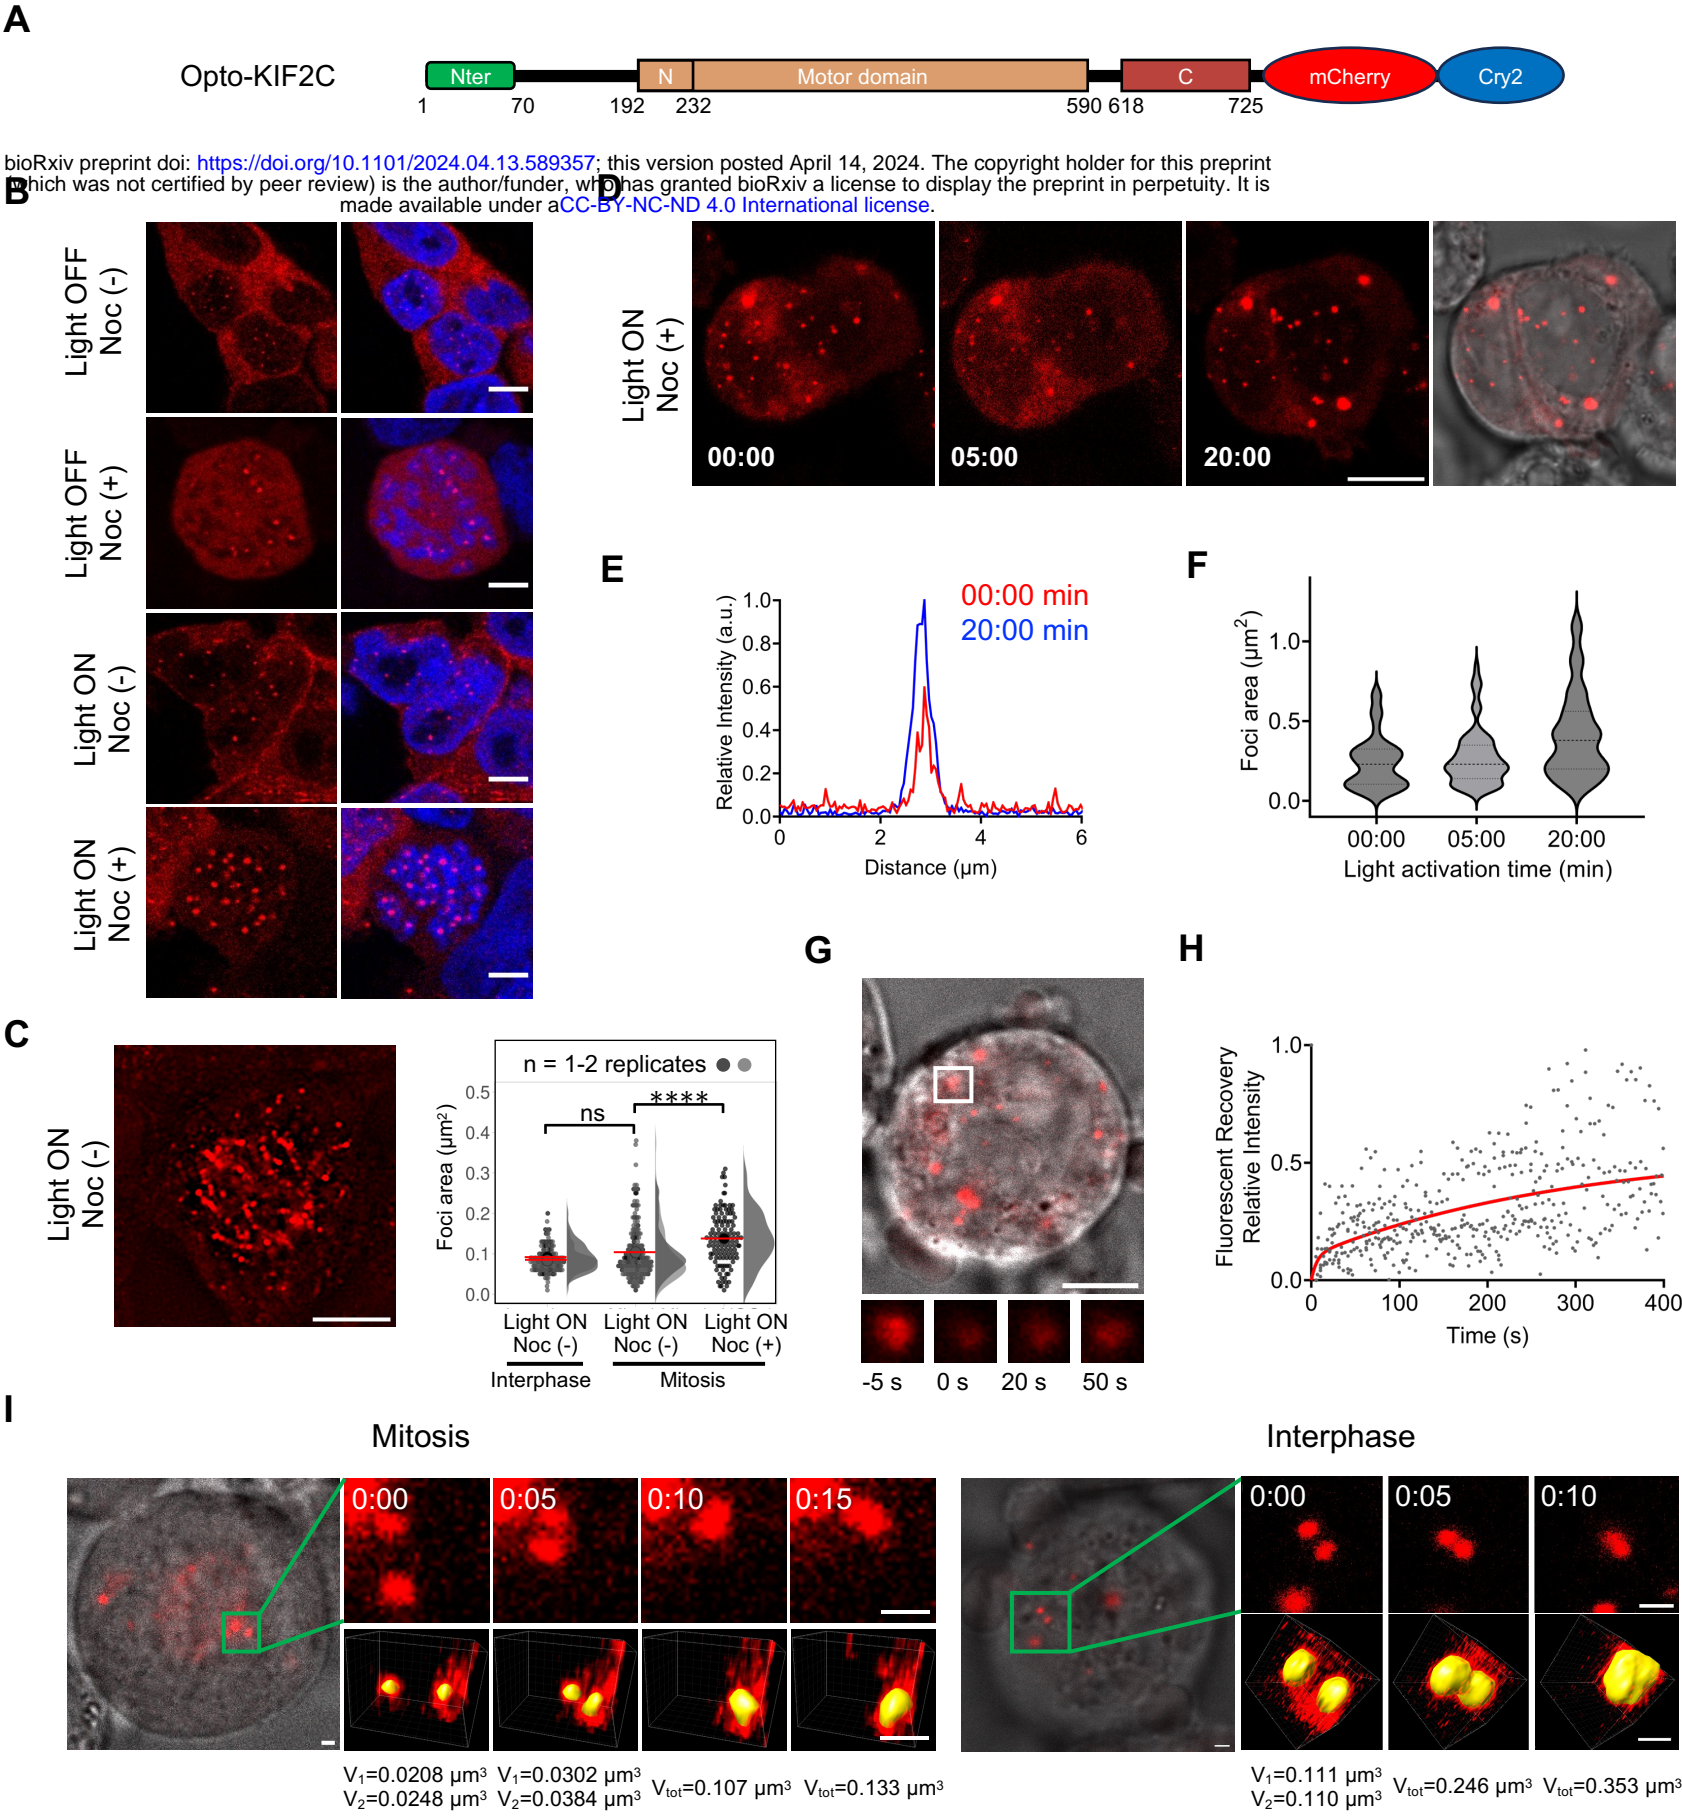 A
Opto-KIF2C
Nter
N
Motor domain
C
mCherry
Cry2
1
70
192
232
590
618
725
bioRxiv preprint doi: https://doi.org/10.1101/2024.04.13.589357; this version posted April 14, 2024. The copyright holder for this preprint
(which was not certified by peer review) is the author/funder, who has granted bioRxiv a license to display the preprint in perpetuity. It is
made available under aCC-BY-NC-ND 4.0 International license.
B
Light OFF
Noc (-)
Light OFF
Noc (+)
Light ON
Noc (-)
Light ON
Noc (+)
D
Light ON
Noc (+)
00:00
05:00
20:00
E
Relative Intensity (a.u.)
1.0
0.8
0.6
0.4
0.2
0.0
0
2
4
6
Distance (µm)
00:00 min
20:00 min
F
Foci area (µm²)
1.0
0.5
0.0
00:00
05:00
20:00
Light activation time (min)
C
Light ON
Noc (-)
n = 1-2 replicates
ns
****
Foci area (µm²)
0.5
0.4
0.3
0.2
0.1
0.0
Light ON
Noc (-)
Light ON
Noc (-)
Light ON
Noc (+)
Interphase
Mitosis
G
-5 s
0 s
20 s
50 s
H
Fluorescent Recovery
Relative Intensity
1.0
0.5
0.0
0
100
200
300
400
Time (s)
I
Mitosis
0:00
0:05
0:10
0:15
V₁=0.0208 µm³
V₂=0.0248 µm³
V₁=0.0302 µm³
V₂=0.0384 µm³
Vtot=0.107 µm³
Vtot=0.133 µm³
Interphase
0:00
0:05
0:10
V₁=0.111 µm³
V₂=0.110 µm³
Vtot=0.246 µm³
Vtot=0.353 µm³